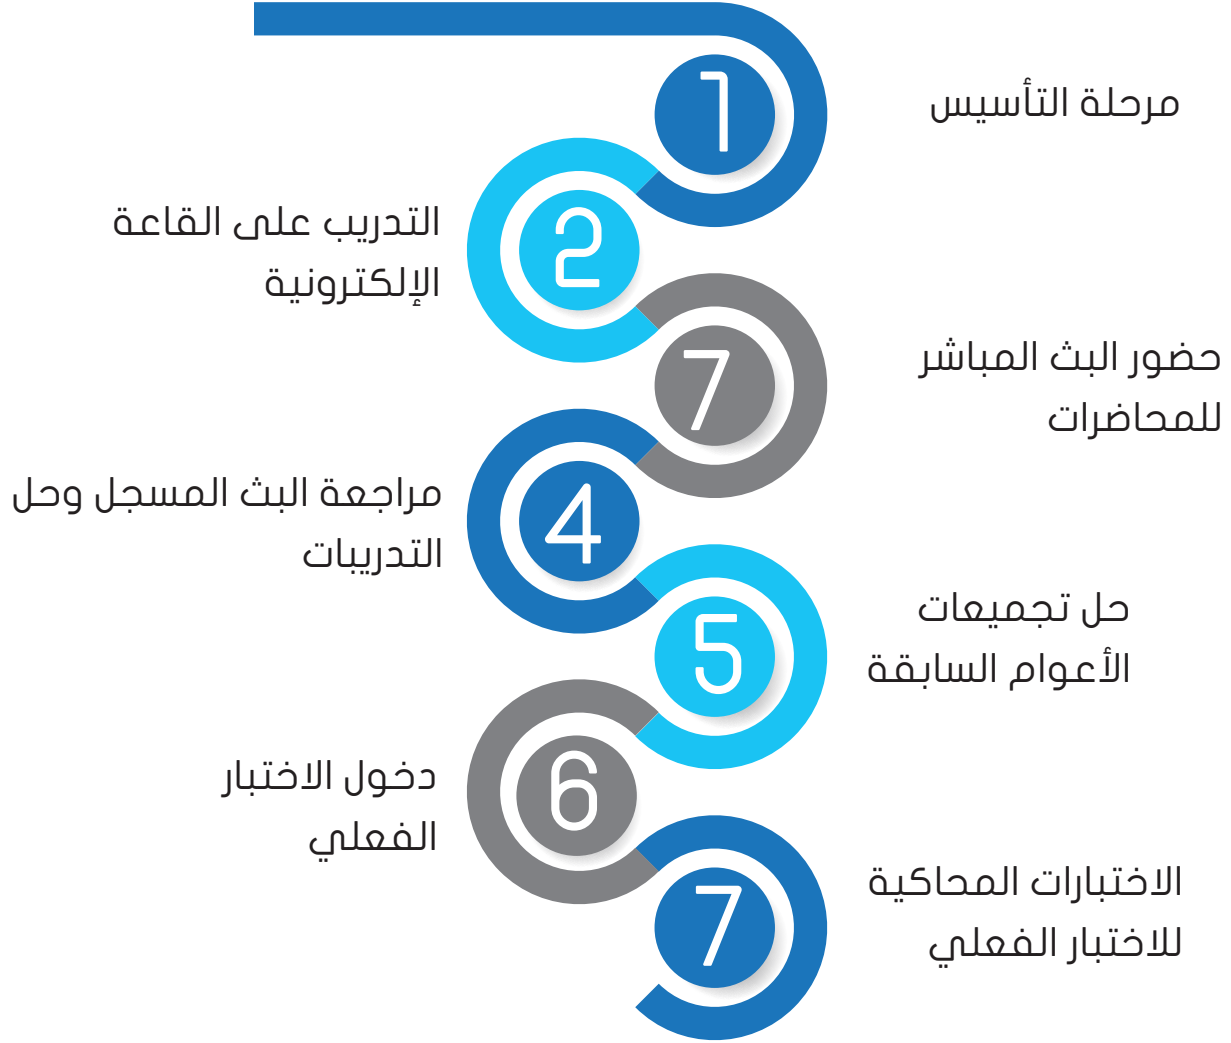 1
مرحلة التأسيس
2
التدريب على القاعة
الإلكترونية
7
حضور البث المباشر
للمحاضرات
4
مراجعة البث المسجل وحل
التدريبات
5
حل تجميعات
الأعوام السابقة
6
دخول الاختبار
الفعلي
7
الاختبارات المحاكية
للاختبار الفعلي